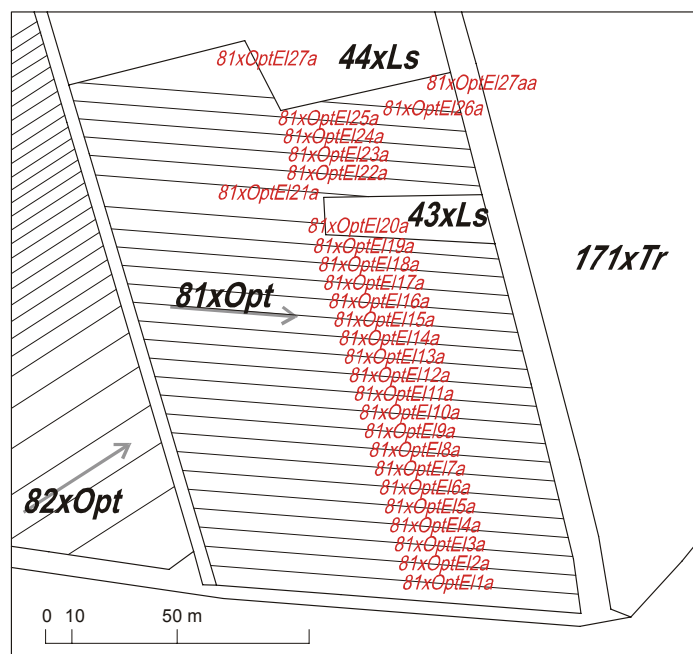 81xOptEl27a
44xLs
81xOptEl27aa
81xOptEl26a
81xOptEl25a
81xOptEl24a
81xOptEl23a
81xOptEl22a
81xOptEl21a
43xLs
81xOptEl20a
81xOptEl19a
171xTr
81xOptEl18a
81xOptEl17a
81xOpt
81xOptEl16a
81xOptEl15a
81xOptEl14a
81xOptEl13a
81xOptEl12a
81xOptEl11a
81xOptEl10a
81xOptEl9a
81xOptEl8a
81xOptEl7a
81xOptEl6a
82xOpt
81xOptEl5a
81xOptEl4a
81xOptEl3a
81xOptEl2a
81xOptEl1a
0 10 50 m